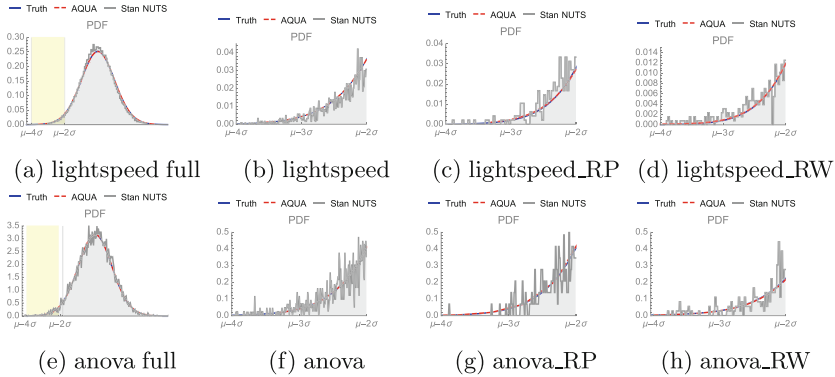 Truth AQUA Stan NUTS Truth AQUA Stan NUTS Truth AQUA Stan NUTS Truth AQUA Stan NUTS
PDF PDF PDF PDF
0.30 0.04 0.04 0.014
0.25 0.012
0.20 0.03 0.03 0.010
0.15 0.02 0.02 0.008
0.006
0.10 0.01 0.01 0.004
0.05 0.002
0.00 0 0 0.000
μ−4σ μ−2σ μ−4σ μ−3σ μ−2σ μ−4σ μ−3σ μ−2σ μ−4σ μ−3σ μ−2σ
(a) lightspeed full (b) lightspeed (c) lightspeed_RP (d) lightspeed_RW
Truth AQUA Stan NUTS Truth AQUA Stan NUTS Truth AQUA Stan NUTS Truth AQUA Stan NUTS
PDF PDF PDF PDF
3.5 0.5 0.5 0.5
3.0 0.4 0.4 0.4
2.5
2.0 0.3 0.3 0.3
1.5 0.2 0.2 0.2
1.0 0.1 0.1 0.1
0.5
0.0 0.0 0.0 0.0
μ−4σ μ−2σ μ−4σ μ−3σ μ−2σ μ−4σ μ−3σ μ−2σ μ−4σ μ−3σ μ−2σ
(e) anova full (f) anova (g) anova_RP (h) anova_RW